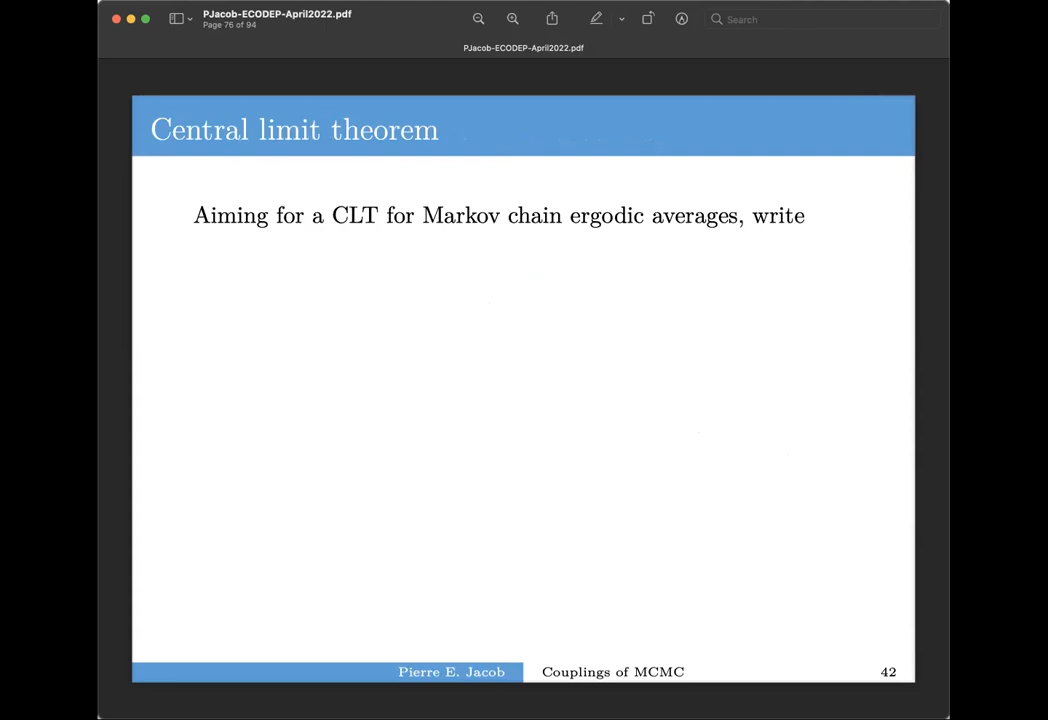 PJacob-ECODEP-April2022.pdf
Page 76 of 94
Search
PJacob-ECODEP-April2022.pdf
Central limit theorem
Aiming for a CLT for Markov chain ergodic averages, write
Pierre E. Jacob
Couplings of MCMC
42